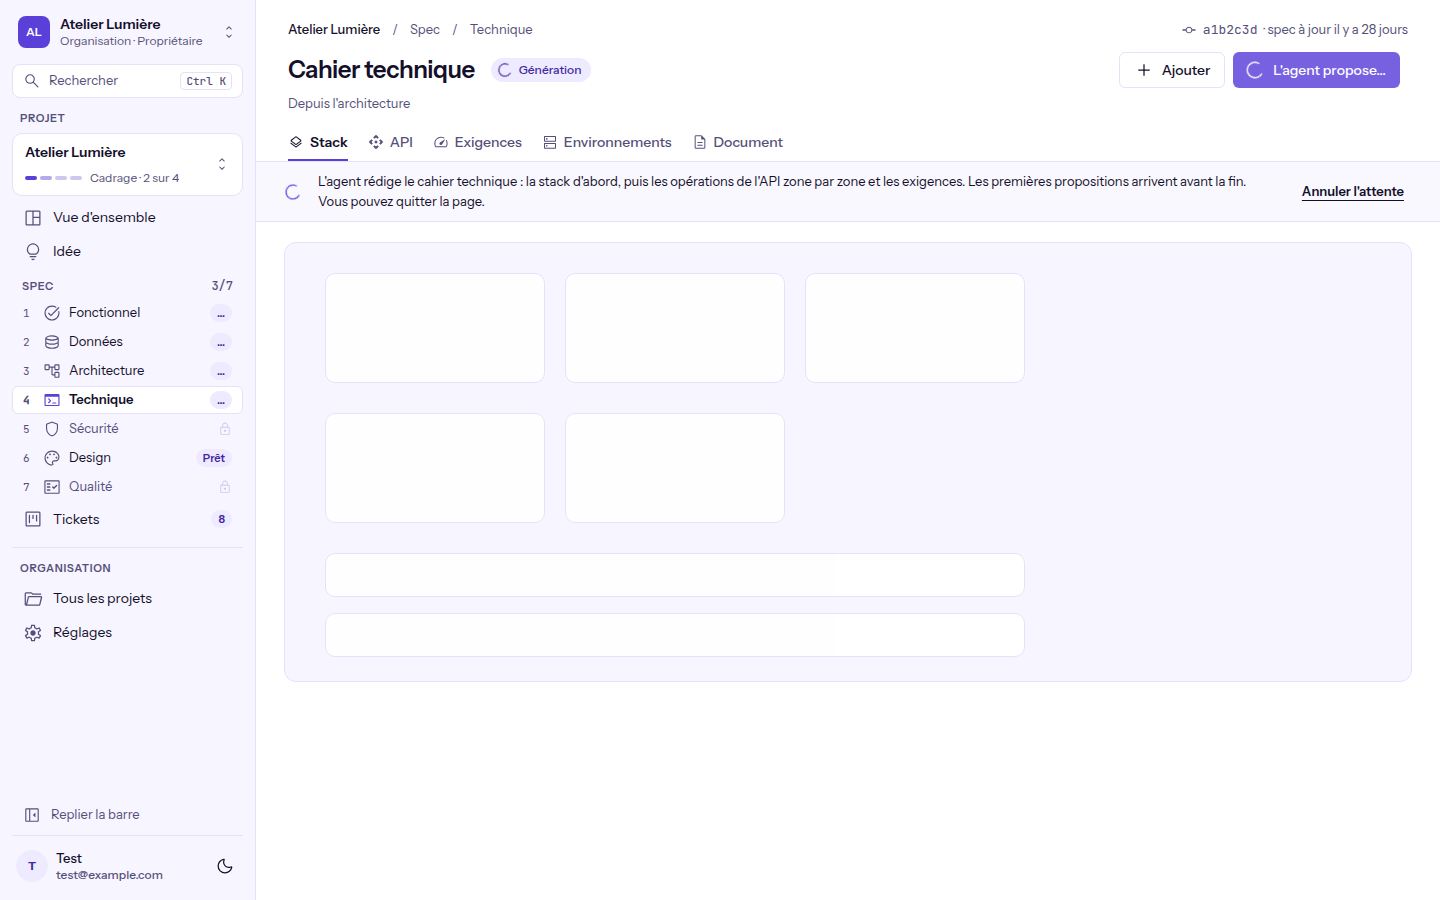 AL
Atelier Lumière
Organisation · Propriétaire
Rechercher
Ctrl K
PROJET
Atelier Lumière
Cadrage · 2 sur 4
Vue d'ensemble
Idée
SPEC 3/7
1 Fonctionnel ...
2 Données ...
3 Architecture ...
4 Technique ...
5 Sécurité
6 Design Prêt
7 Qualité
Tickets 8
ORGANISATION
Tous les projets
Réglages
Replier la barre
T
Test
test@example.com
Atelier Lumière / Spec / Technique
a1b2c3d · spec à jour il y a 28 jours
Cahier technique
Génération
Ajouter
L'agent propose...
Depuis l'architecture
Stack
API
Exigences
Environnements
Document
L'agent rédige le cahier technique : la stack d'abord, puis les opérations de l'API zone par zone et les exigences. Les premières propositions arrivent avant la fin.
Vous pouvez quitter la page.
Annuler l'attente